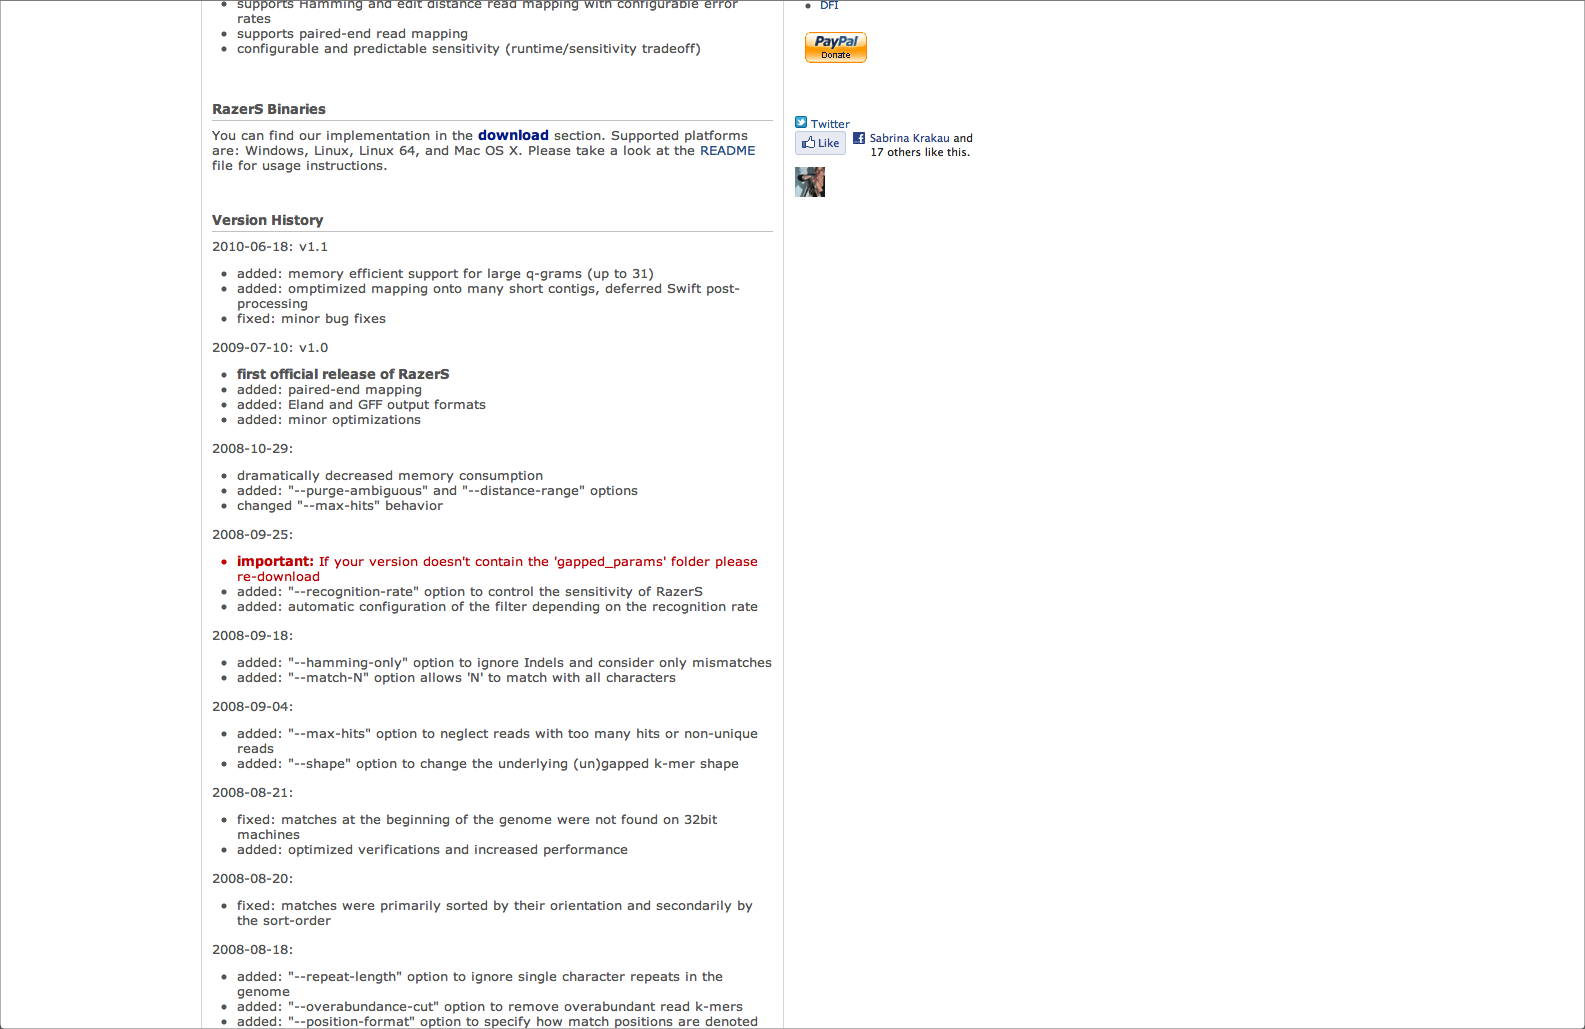 supports Hamming and edit distance read mapping with configurable error
rates
supports paired-end read mapping
configurable and predictable sensitivity (runtime/sensitivity tradeoff)
RazerS Binaries
You can find our implementation in the download section. Supported platforms
are: Windows, Linux, Linux 64, and Mac OS X. Please take a look at the README
file for usage instructions.
Version History
2010-06-18: v1.1
added: memory efficient support for large q-grams (up to 31)
added: omptimized mapping onto many short contigs, deferred Swift post-
processing
fixed: minor bug fixes
2009-07-10: v1.0
first official release of RazerS
added: paired-end mapping
added: Eland and GFF output formats
added: minor optimizations
2008-10-29:
dramatically decreased memory consumption
added: "--purge-ambiguous" and "--distance-range" options
changed "--max-hits" behavior
2008-09-25:
important: If your version doesn't contain the 'gapped_params' folder please
re-download
added: "--recognition-rate" option to control the sensitivity of RazerS
added: automatic configuration of the filter depending on the recognition rate
2008-09-18:
added: "--hamming-only" option to ignore Indels and consider only mismatches
added: "--match-N" option allows 'N' to match with all characters
2008-09-04:
added: "--max-hits" option to neglect reads with too many hits or non-unique
reads
added: "--shape" option to change the underlying (un)gapped k-mer shape
2008-08-21:
fixed: matches at the beginning of the genome were not found on 32bit
machines
added: optimized verifications and increased performance
2008-08-20:
fixed: matches were primarily sorted by their orientation and secondarily by
the sort-order
2008-08-18:
added: "--repeat-length" option to ignore single character repeats in the
genome
added: "--overabundance-cut" option to remove overabundant read k-mers
added: "--position-format" option to specify how match positions are denoted
DFI
PayPal
Donate
Twitter
Like
Sabrina Krakau and
17 others like this.